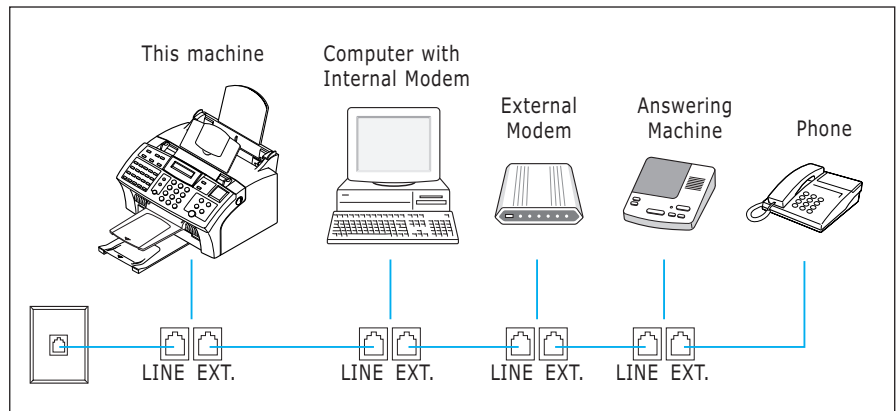 This machine
Computer with
Internal Modem
External
Modem
Answering
Machine
Phone
LINE EXT.
LINE EXT.
LINE EXT.
LINE EXT.